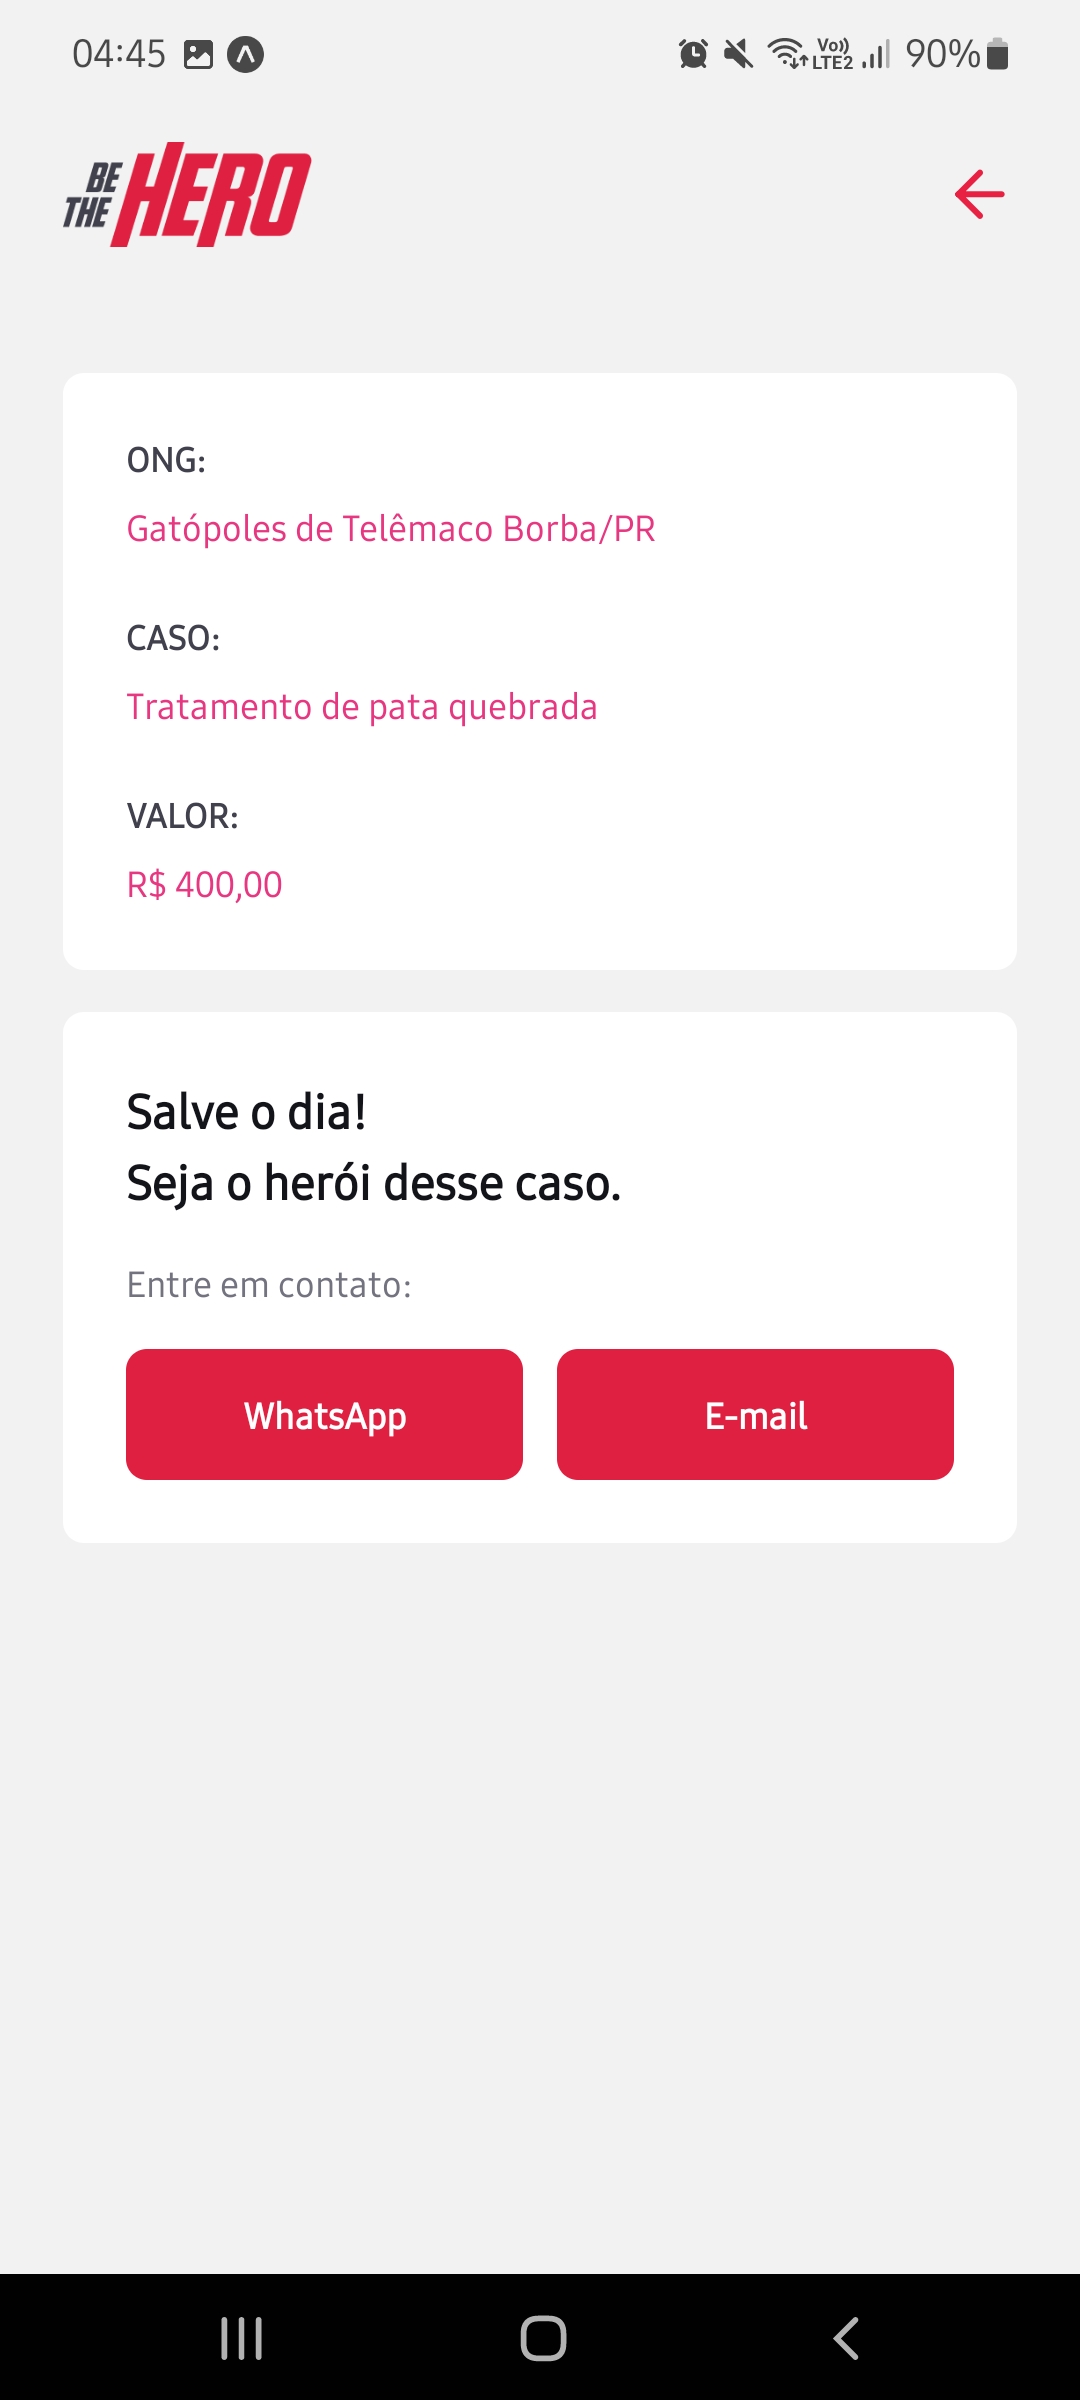 04:45 Vo)) LTE2 90%
BE THE HERO
ONG:
Gatópoles de Telêmaco Borba/PR
CASO:
Tratamento de pata quebrada
VALOR:
R$ 400,00
Salve o dia!
Seja o herói desse caso.
Entre em contato:
WhatsApp E-mail